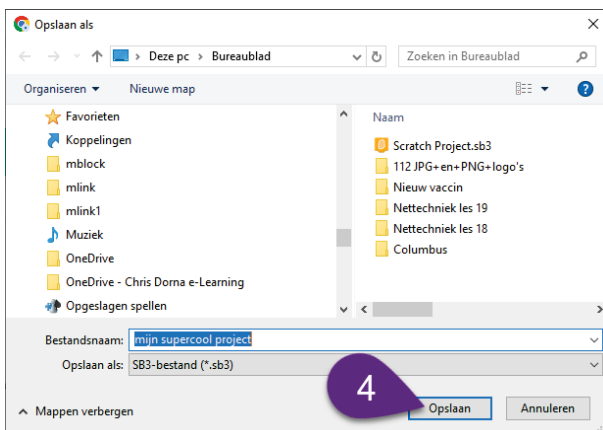 Opslaan als
Deze pc > Bureaublad
Zoeken in Bureaublad
Organiseren
Nieuwe map
Favorieten
Koppelingen
mblock
mlink
mlink1
Muziek
OneDrive
OneDrive - Chris Dorna e-Learning
Opgeslagen spellen
Naam
Scratch Project.sb3
112 JPG+en+PNG+logo's
Nieuw vaccin
Nettechniek les 19
Nettechniek les 18
Columbus
Bestandsnaam: mijn supercool project
Opslaan als: SB3-bestand (*.sb3)
4
Mappen verbergen
Opslaan
Annuleren